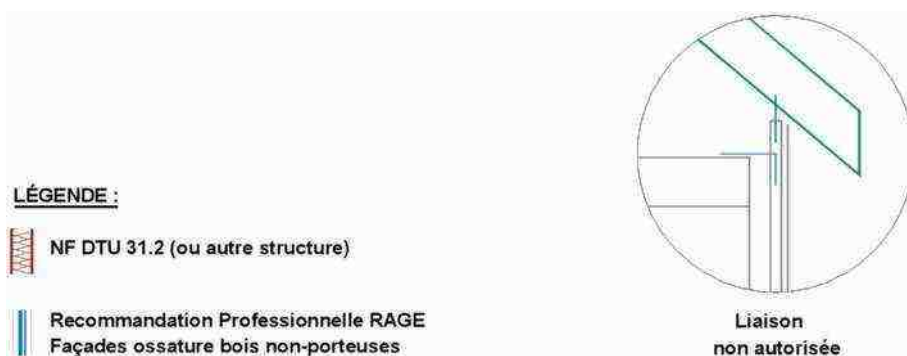 LÉGENDE :
NF DTU 31.2 (ou autre structure)
Recommandation Professionnelle RAGE
Façades ossature bois non-porteuses
Liaison
non autorisée